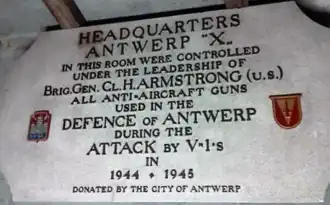 HEADQUARTERS
ANTWERP "X"
IN THIS ROOM WERE CONTROLLED
UNDER THE LEADERSHIP OF
BRIG. GEN. CL. H. ARMSTRONG (U.S.)
ALL ANTI-AIRCRAFT GUNS
USED IN THE
DEFENCE OF ANTWERP
DURING THE
ATTACK BY V-1's
IN
1944 + 1945
DONATED BY THE CITY OF ANTWERP